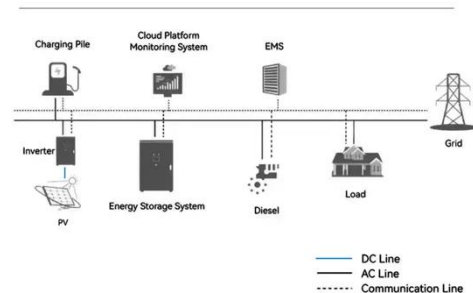 Charging Pile
Cloud Platform
Monitoring System
EMS
Grid
Inverter
PV
Energy Storage System
Diesel
Load
DC Line
AC Line
Communication Line